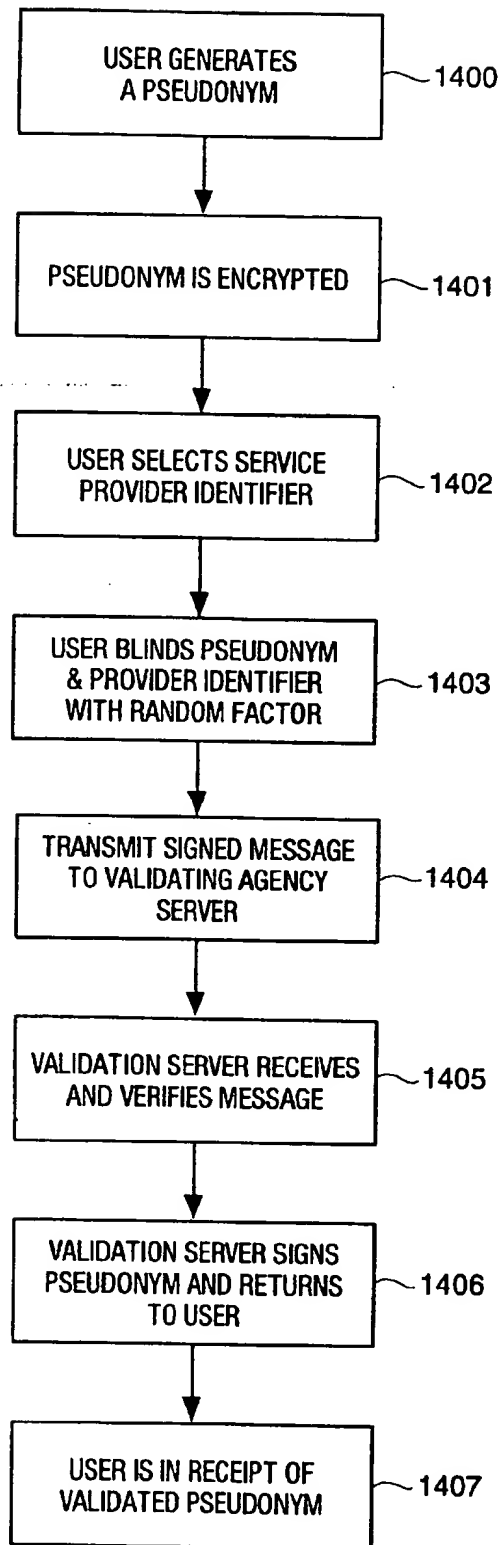 USER GENERATES
A PSEUDONYM
1400
PSEUDONYM IS ENCRYPTED
1401
USER SELECTS SERVICE
PROVIDER IDENTIFIER
1402
USER BLINDS PSEUDONYM
& PROVIDER IDENTIFIER
WITH RANDOM FACTOR
1403
TRANSMIT SIGNED MESSAGE
TO VALIDATING AGENCY
SERVER
1404
VALIDATION SERVER RECEIVES
AND VERIFIES MESSAGE
1405
VALIDATION SERVER SIGNS
PSEUDONYM AND RETURNS
TO USER
1406
USER IS IN RECEIPT OF
VALIDATED PSEUDONYM
1407